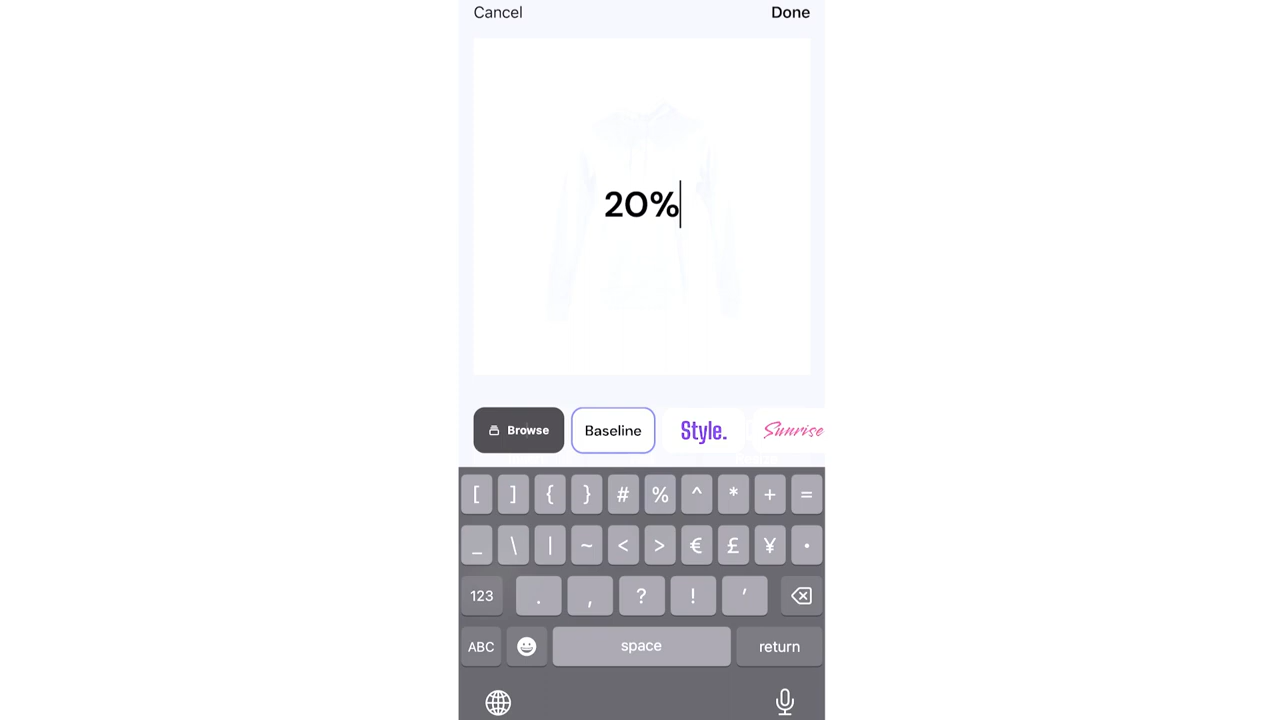 Cancel Done
20%
Browse Baseline Style. Sunrise
[ ] { } # % ^ * + =
_ \ | ~ < > € £ ¥ •
123 . , ? ! ′
ABC space return